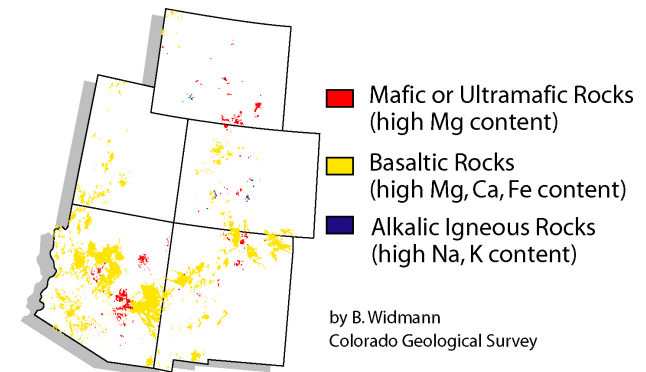 Mafic or Ultramafic Rocks
(high Mg content)
Basaltic Rocks
(high Mg, Ca, Fe content)
Alkalic Igneous Rocks
(high Na, K content)
by B. Widmann
Colorado Geological Survey